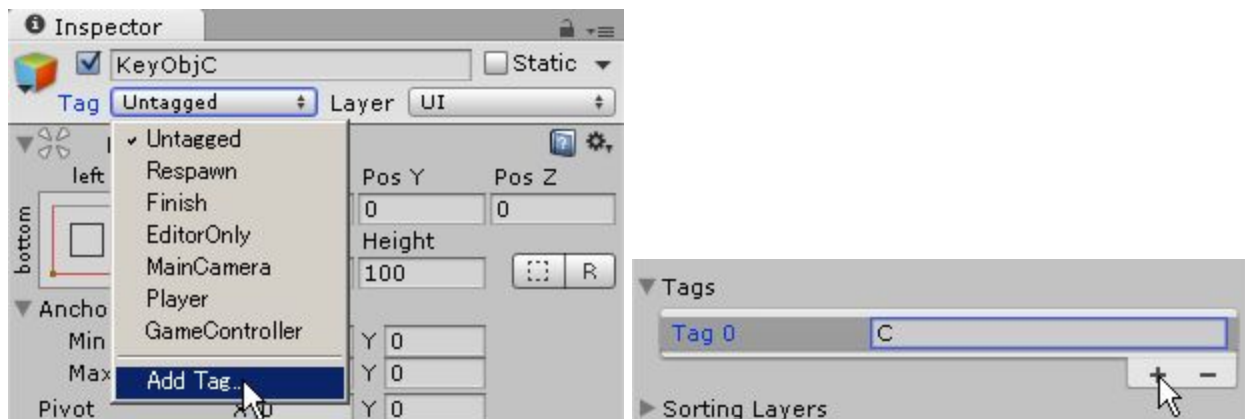 Inspector
KeyObjC
Static
Tag Untagged Layer UI
Untagged
Respawn
Finish
EditorOnly
MainCamera
Player
GameController
Add Tag...
left
Pos Y Pos Z
0 0
bottom
Height
100 R
Ancho
Min Y 0
Max Y 0
Pivot Y 0
Tags
Tag 0 C
Sorting Layers